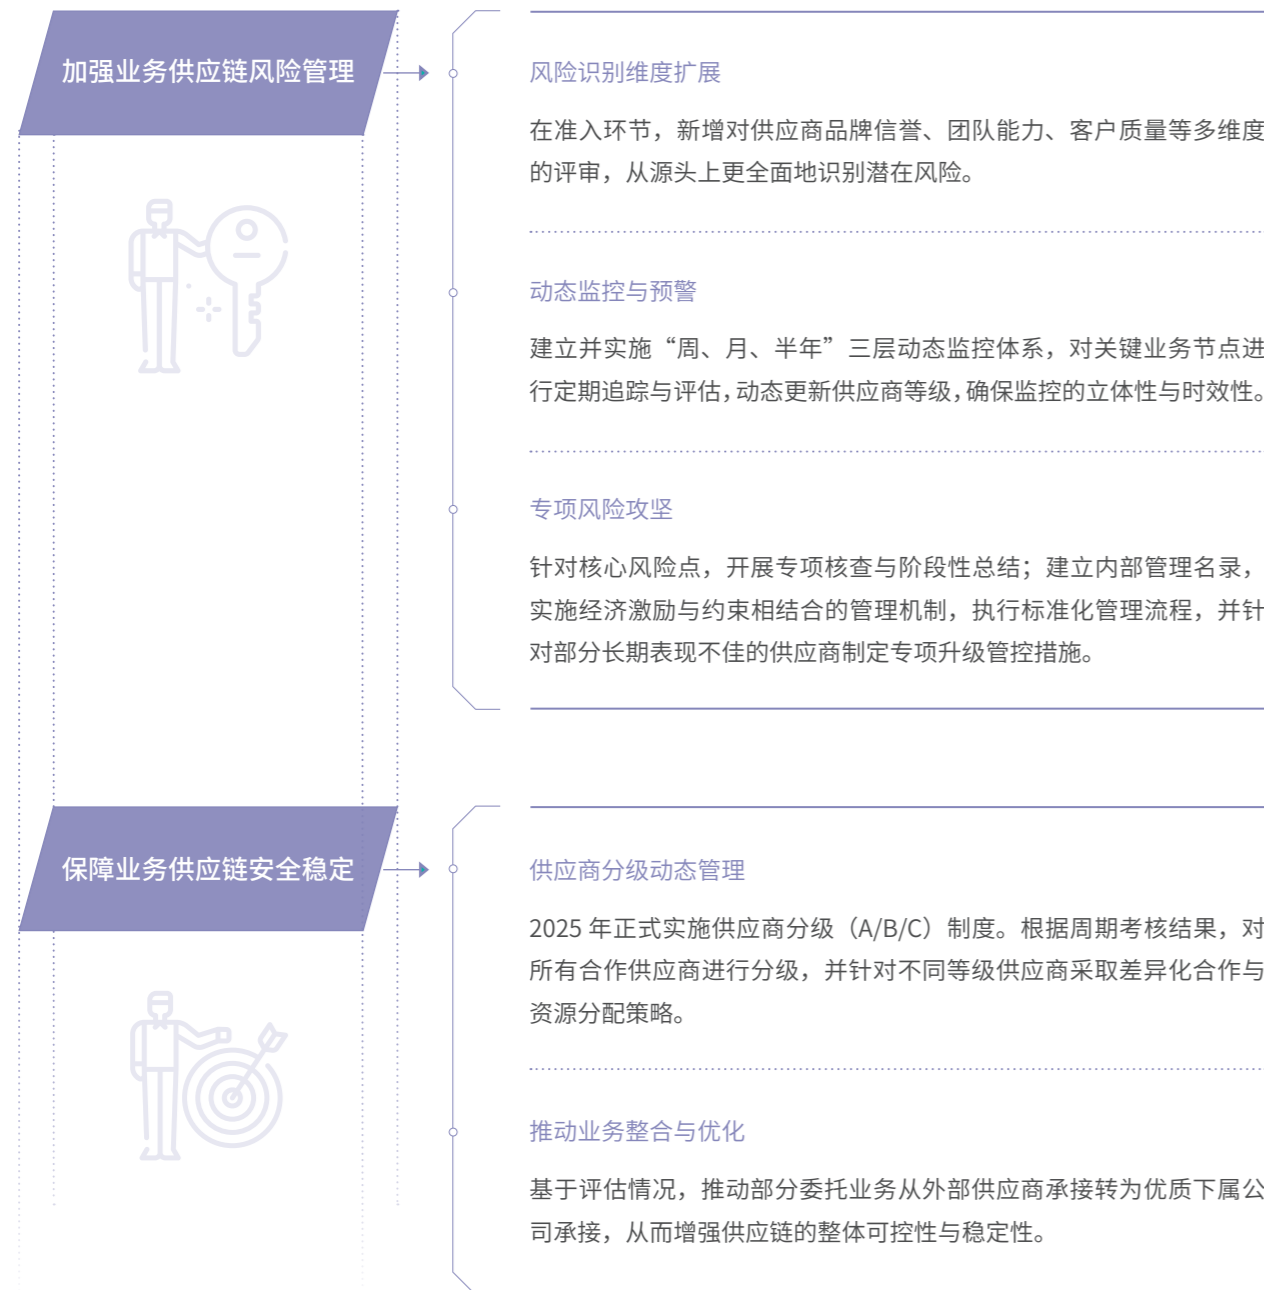 加强业务供应链风险管理
风险识别维度扩展
在准入环节，新增对供应商品牌信誉、团队能力、客户质量等多维度
的评审，从源头上更全面地识别潜在风险。
动态监控与预警
建立并实施“周、月、半年”三层动态监控体系，对关键业务节点进
行定期追踪与评估，动态更新供应商等级，确保监控的立体性与时效性。
专项风险攻坚
针对核心风险点，开展专项核查与阶段性总结；建立内部管理名录，
实施经济激励与约束相结合的管理机制，执行标准化管理流程，并针
对部分长期表现不佳的供应商制定专项升级管控措施。
保障业务供应链安全稳定
供应商分级动态管理
2025 年正式实施供应商分级（A/B/C）制度。根据周期考核结果，对
所有合作供应商进行分级，并针对不同等级供应商采取差异化合作与
资源分配策略。
推动业务整合与优化
基于评估情况，推动部分委托业务从外部供应商承接转为优质下属公
司承接，从而增强供应链的整体可控性与稳定性。